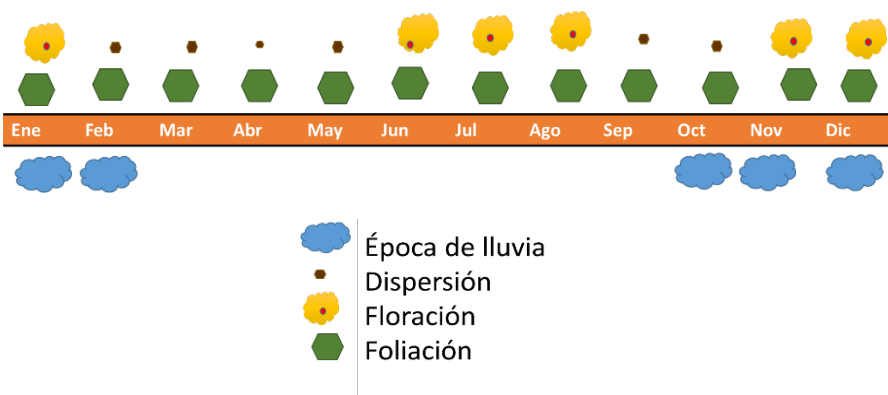 Ene Feb Mar Abr May Jun Jul Ago Sep Oct Nov Dic
Época de lluvia
Dispersión
Floración
Foliación